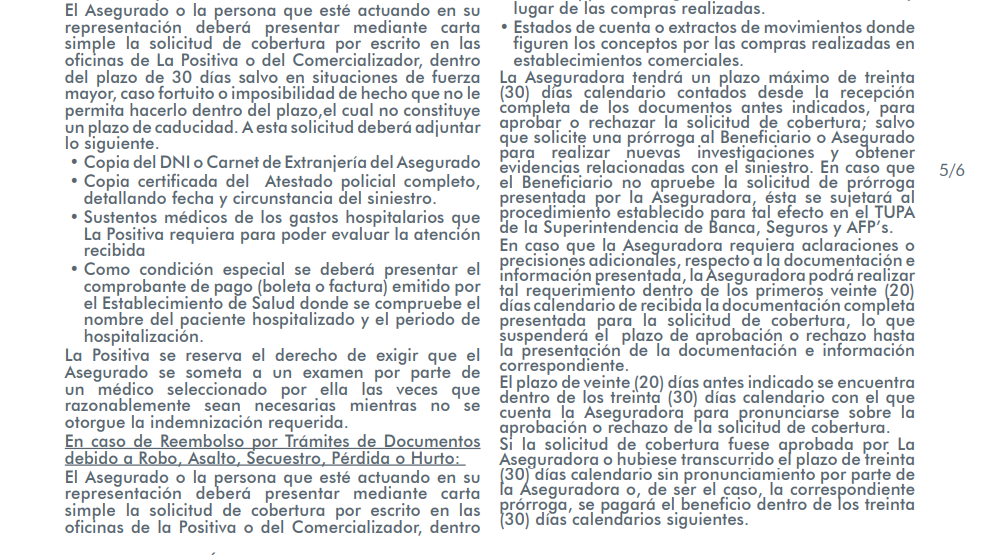 El Asegurado o la persona que esté actuando en su
representación deberá presentar mediante carta
simple la solicitud de cobertura por escrito en las
oficinas de La Positiva o del Comercializador, dentro
del plazo de 30 días salvo en situaciones de fuerza
mayor, caso fortuito o imposibilidad de hecho que no le
permita hacerlo dentro del plazo,el cual no constituye
un plazo de caducidad. A esta solicitud deberá adjuntar
lo siguiente.
• Copia del DNI o Carnet de Extranjería del Asegurado
• Copia certificada del Atestado policial completo,
detallando fecha y circunstancia del siniestro.
• Sustentos médicos de los gastos hospitalarios que
La Positiva requiera para poder evaluar la atención
recibida
• Como condición especial se deberá presentar el
comprobante de pago (boleta o factura) emitido por
el Establecimiento de Salud donde se compruebe el
nombre del paciente hospitalizado y el periodo de
hospitalización.
La Positiva se reserva el derecho de exigir que el
Asegurado se someta a un examen por parte de
un médico seleccionado por ella las veces que
razonablemente sean necesarias mientras no se
otorgue la indemnización requerida.
En caso de Reembolso por Trámites de Documentos
debido a Robo, Asalto, Secuestro, Pérdida o Hurto:
El Asegurado o la persona que esté actuando en su
representación deberá presentar mediante carta
simple la solicitud de cobertura por escrito en las
oficinas de la Positiva o del Comercializador, dentro
lugar de las compras realizadas.
• Estados de cuenta o extractos de movimientos donde
figuren los conceptos por las compras realizadas en
establecimientos comerciales.
La Aseguradora tendrá un plazo máximo de treinta
(30) días calendario contados desde la recepción
completa de los documentos antes indicados, para
aprobar o rechazar la solicitud de cobertura; salvo
que solicite una prórroga al Beneficiario o Asegurado
para realizar nuevas investigaciones y obtener
evidencias relacionadas con el siniestro. En caso que
el Beneficiario no apruebe la solicitud de prórroga
presentada por la Aseguradora, ésta se sujetará al
procedimiento establecido para tal efecto en el TUPA
de la Superintendencia de Banca, Seguros y AFP’s.
En caso que la Aseguradora requiera aclaraciones o
precisiones adicionales, respecto a la documentación e
información presentada, la Aseguradora podrá realizar
tal requerimiento dentro de los primeros veinte (20)
días calendario de recibida la documentación completa
presentada para la solicitud de cobertura, lo que
suspenderá el plazo de aprobación o rechazo hasta
la presentación de la documentación e información
correspondiente.
El plazo de veinte (20) días antes indicado se encuentra
dentro de los treinta (30) días calendario con el que
cuenta la Aseguradora para pronunciarse sobre la
aprobación o rechazo de la solicitud de cobertura.
Si la solicitud de cobertura fuese aprobada por La
Aseguradora o hubiese transcurrido el plazo de treinta
(30) días calendario sin pronunciamiento por parte de
la Aseguradora o, de ser el caso, la correspondiente
prórroga, se pagará el beneficio dentro de los treinta
(30) días calendarios siguientes.
5/6